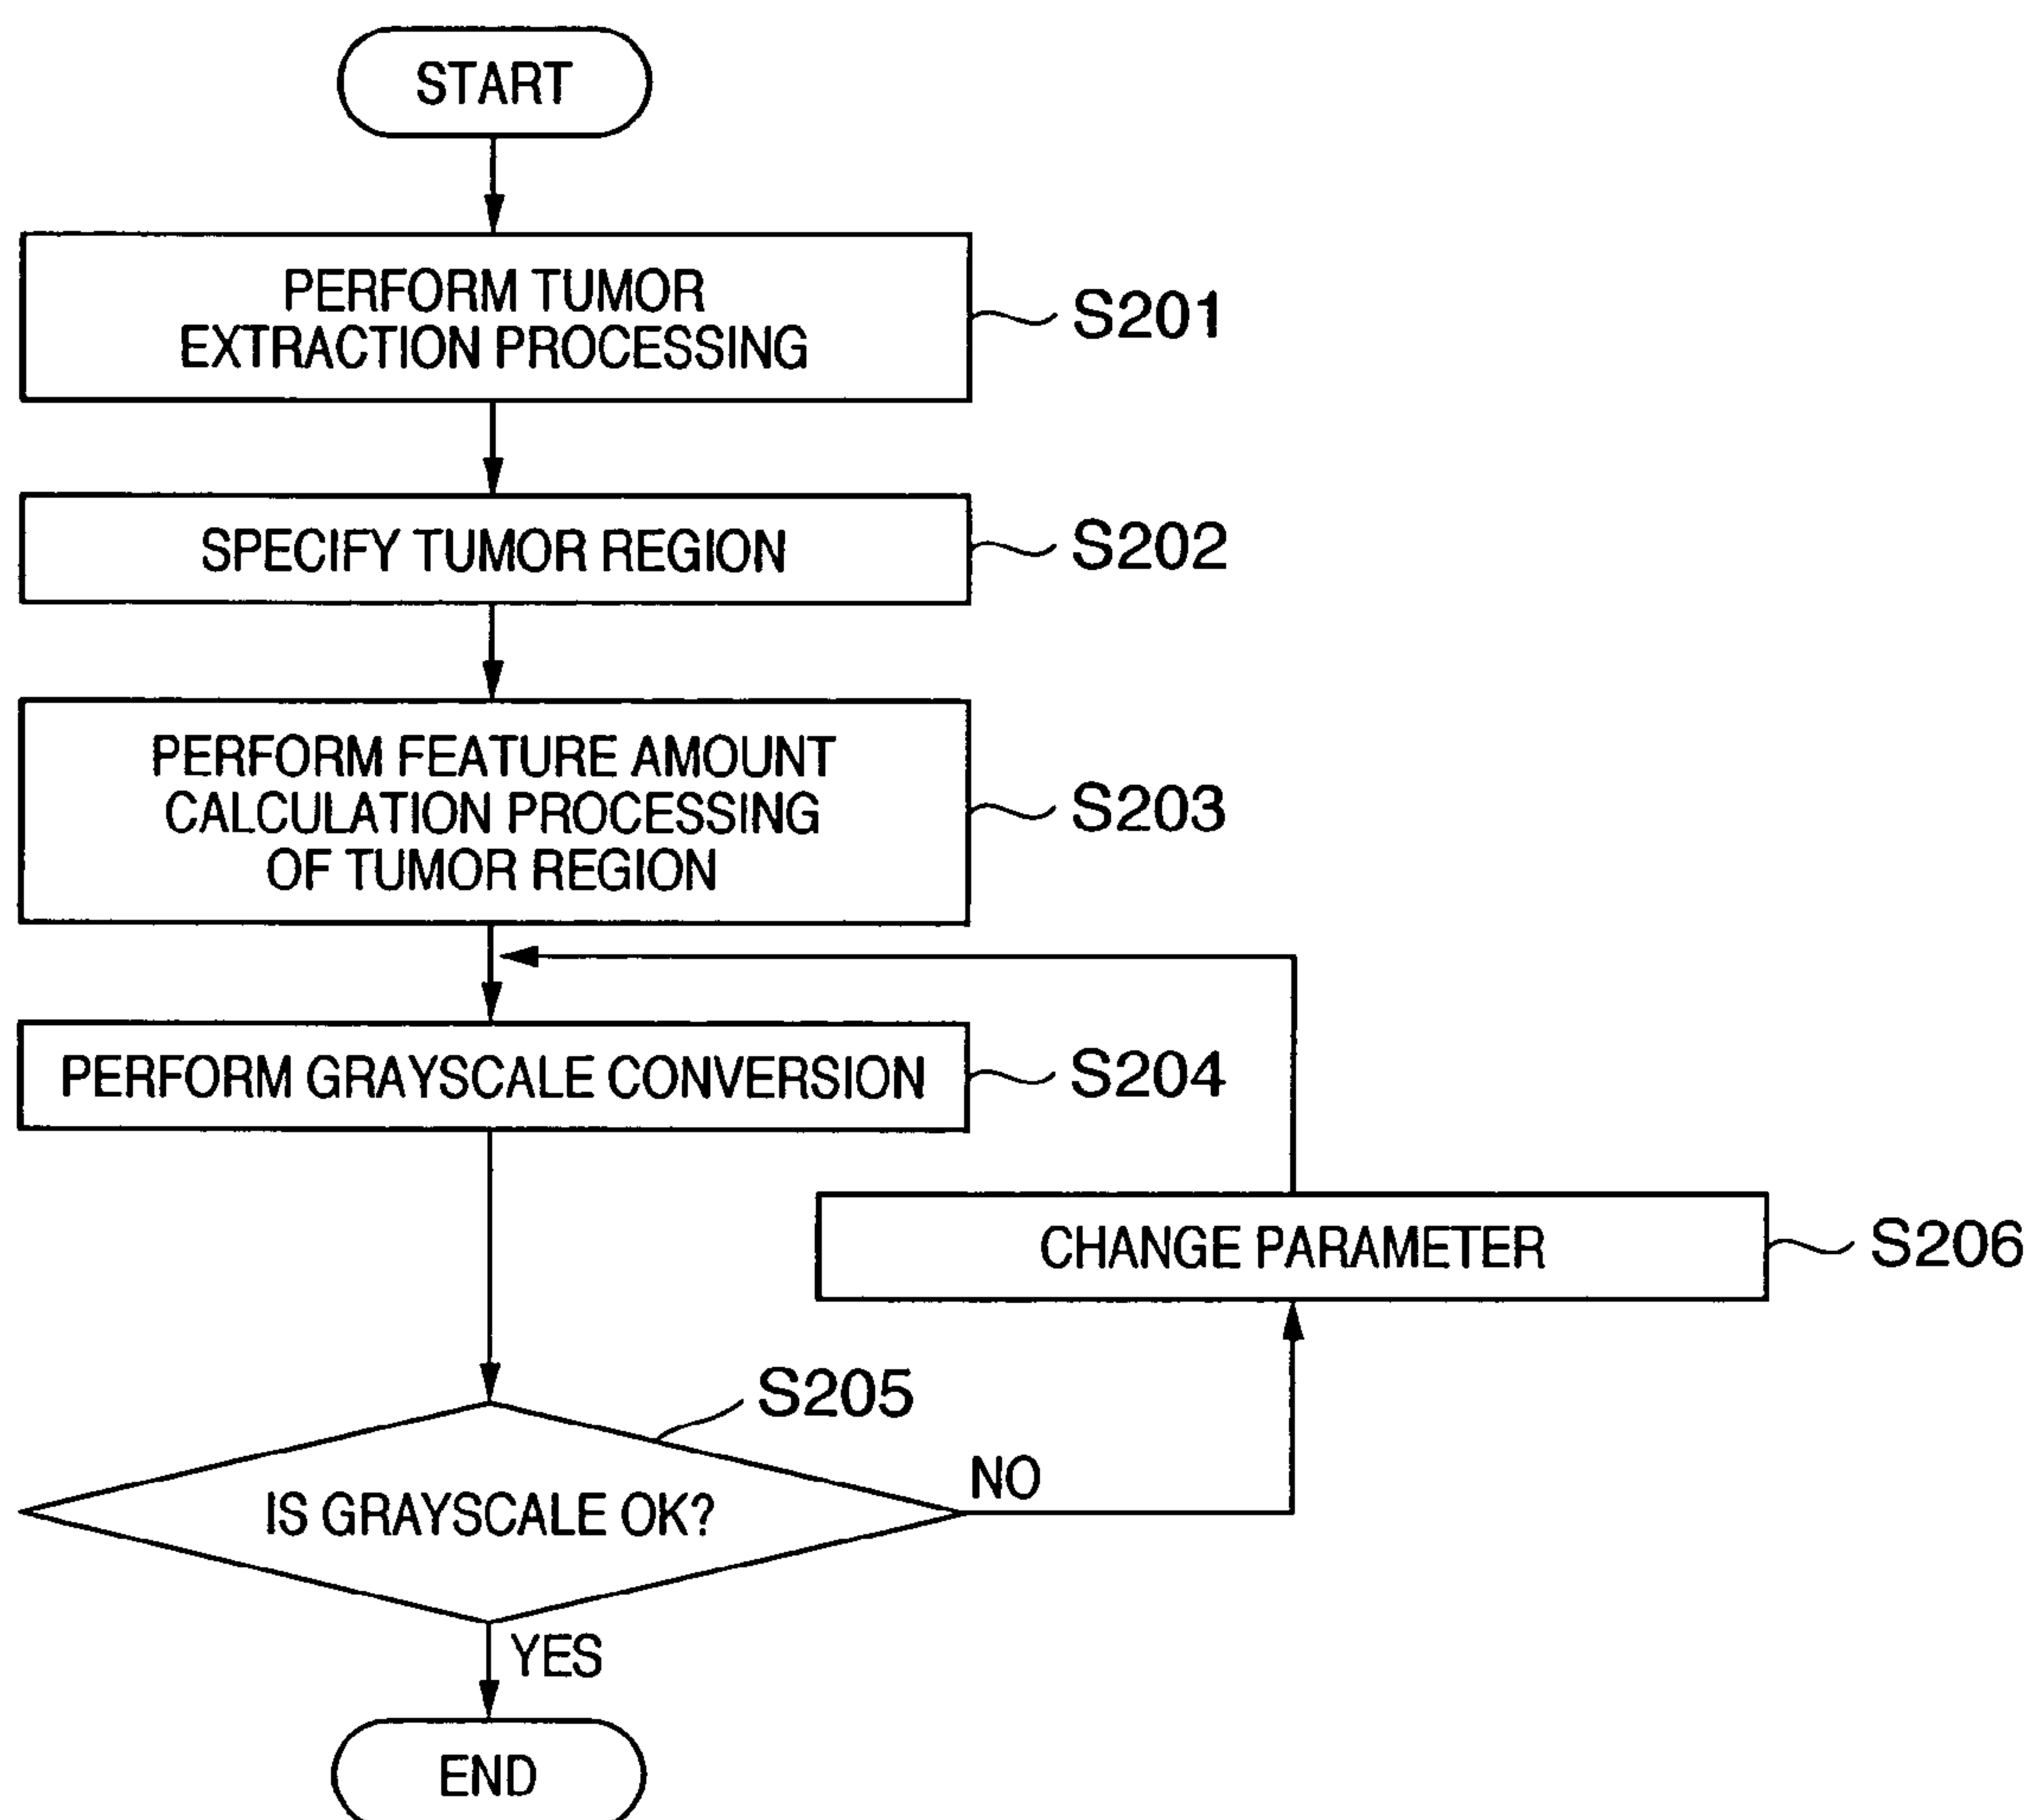 START
PERFORM TUMOR
EXTRACTION PROCESSING
S201
SPECIFY TUMOR REGION
S202
PERFORM FEATURE AMOUNT
CALCULATION PROCESSING
OF TUMOR REGION
S203
PERFORM GRAYSCALE CONVERSION
S204
CHANGE PARAMETER
S206
S205
IS GRAYSCALE OK?
NO
YES
END